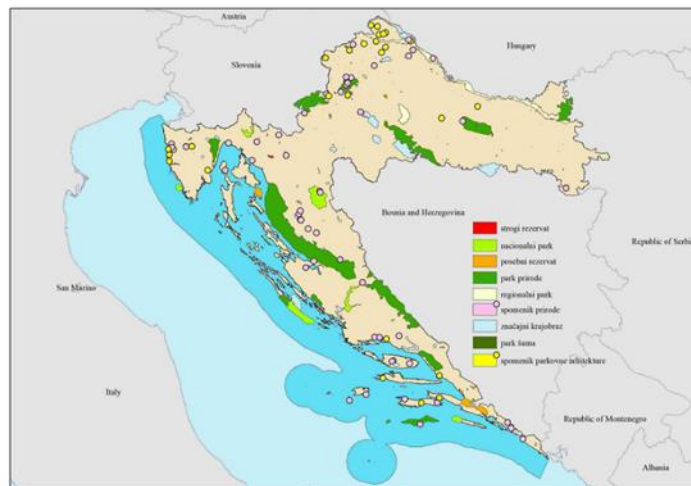 Austria
Hungary
Slovenia
Bosnia and Herzegovina
Republic of Serbi
strogi rezervat
nacionalni park
posebni rezervat
park prirode
regionalni park
spomenik prirode
značajni krajobraz
park šuma
spomenik parkovne arhitekture
San Marino
Italy
Republic of Montenegro
Albania